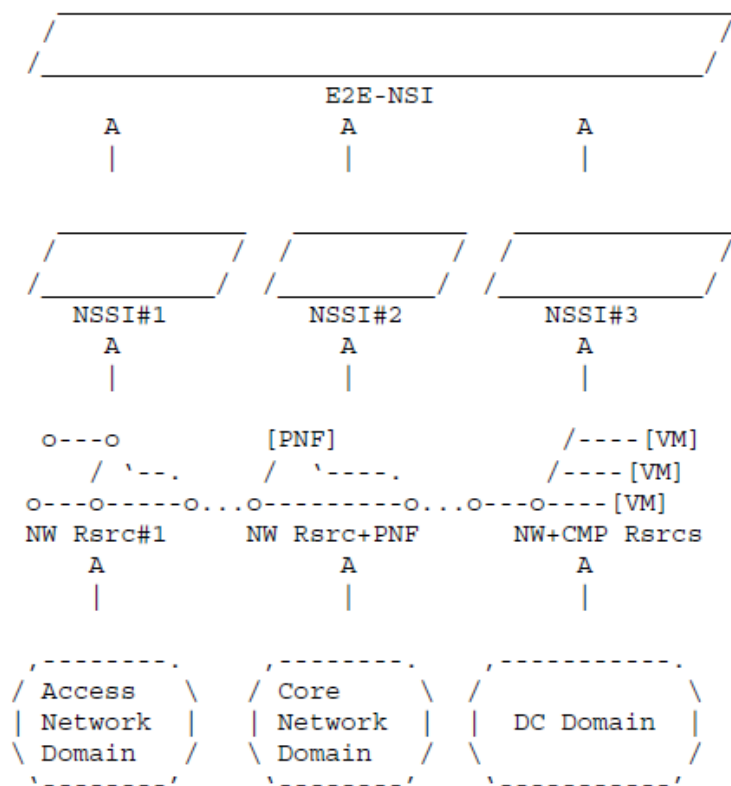 E2E-NSI
A A A
NSSI#1 NSSI#2 NSSI#3
A A A
o---o [PNF] /----[VM]
/ `--. / `----. /----[VM]
o---o-----o...o---------o...o---o----[VM]
NW Rsrc#1 NW Rsrc+PNF NW+CMP Rsrcs
A A A
Access Core
Network Network DC Domain
Domain Domain